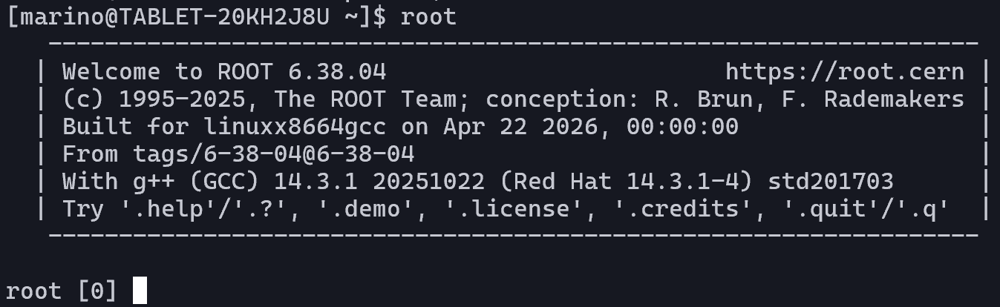 [marino@TABLET-20KH2J8U ~]$ root
   ------------------------------------------------------------------
  | Welcome to ROOT 6.38.04                        https://root.cern |
  | (c) 1995-2025, The ROOT Team; conception: R. Brun, F. Rademakers |
  | Built for linuxx8664gcc on Apr 22 2026, 00:00:00                 |
  | From tags/6-38-04@6-38-04                                        |
  | With g++ (GCC) 14.3.1 20251022 (Red Hat 14.3.1-4) std201703      |
  | Try '.help'/'.?', '.demo', '.license', '.credits', '.quit'/'.q'  |
   ------------------------------------------------------------------
root [0]